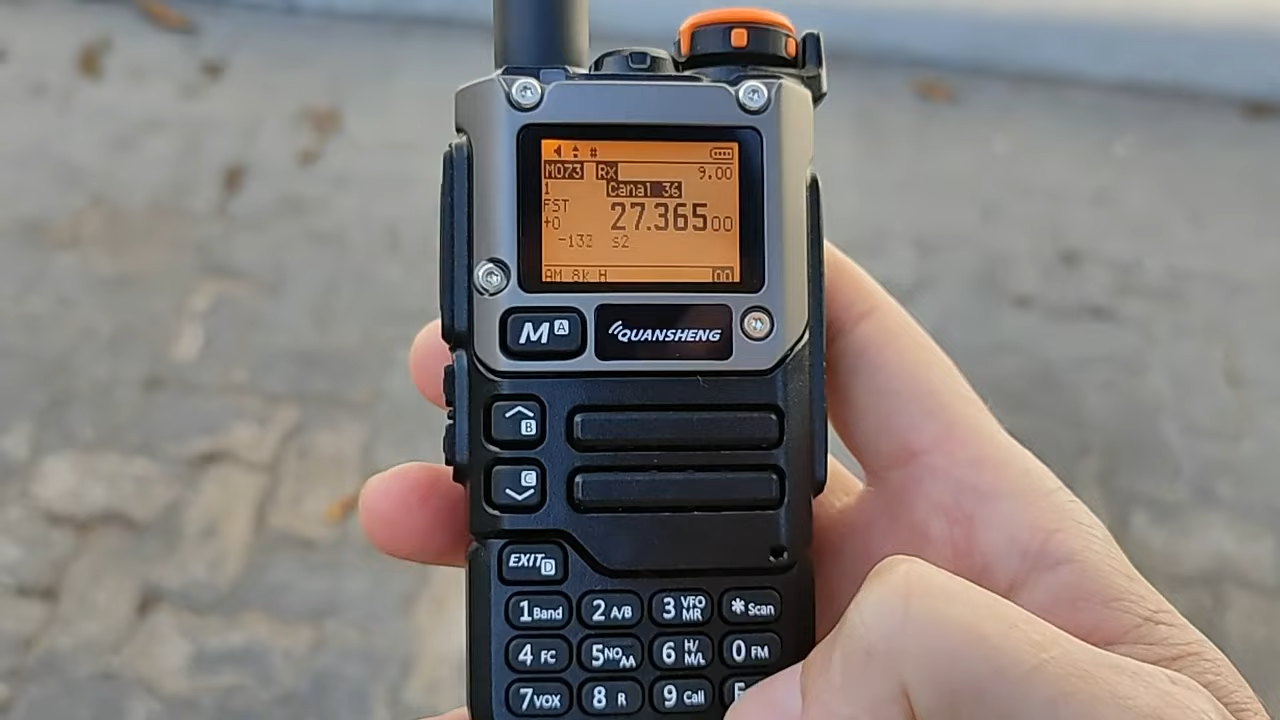 #
M073 Rx 9.00
1 Canal 36
FST 27.36500
+0
-133 s2
AM 8k H 00
M A
QUANSHENG
B
C
EXIT D
1 Band 2 A/B 3 VFO MR * Scan
4 FC 5 NOAA 6 H/M/L 0 FM
7 VOX 8 R 9 Call F